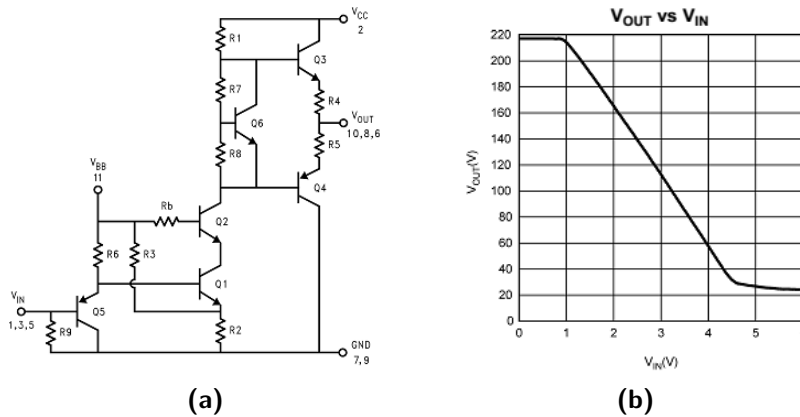 V_CC
2
R1
Q3
R7
R4
Q6
V_OUT
10,8,6
R8
R5
V_BB
11
Q4
Rb
Q2
R6
R3
Q1
V_IN
1,3,5
Q5
R9
R2
GND
7,9
(a)
V_OUT vs V_IN
220
200
180
160
140
120
100
80
60
40
20
0
V_OUT(V)
0 1 2 3 4 5
V_IN(V)
(b)